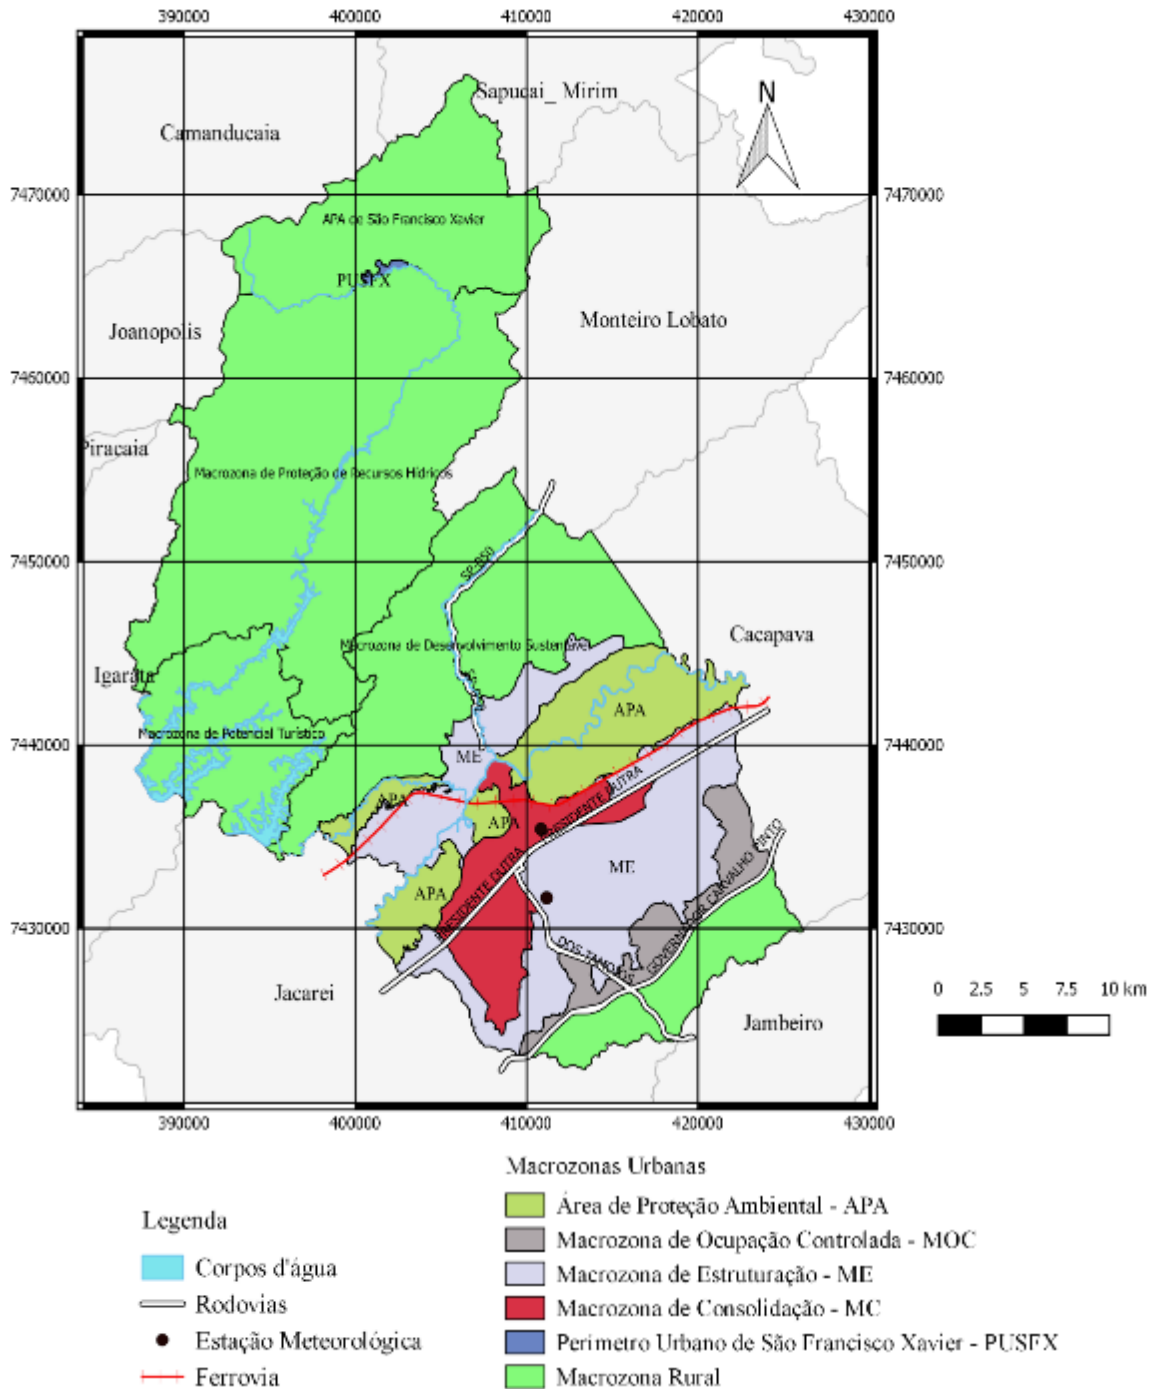 390000 400000 410000 420000 430000
Sapucai_ Mirim
N
Camanducaia
7470000 7470000
APA de São Francisco Xavier
PUSFX
Joanopolis
Monteiro Lobato
7460000 7460000
Piracaia
Macrozona de Proteção de Recursos Hídricos
7450000 7450000
SP-050
Cacapava
Macrozona de Desenvolvimento Sustentável
Igarata
APA
Macrozona de Potencial Turístico
7440000 7440000
ME
APA
APA
PRESIDENTE DUTRA
ME
PRESIDENTE DUTRA
APA
GOVERNADOR CARVALHO PINTO
7430000 7430000
DOS TAMOIOS
Jacarei
Jambeiro
0 2.5 5 7.5 10 km
390000 400000 410000 420000 430000
Legenda
Corpos d'água
Rodovias
Estação Meteorológica
Ferrovia
Macrozonas Urbanas
Área de Proteção Ambiental - APA
Macrozona de Ocupação Controlada - MOC
Macrozona de Estruturação - ME
Macrozona de Consolidação - MC
Perimetro Urbano de São Francisco Xavier - PUSFX
Macrozona Rural